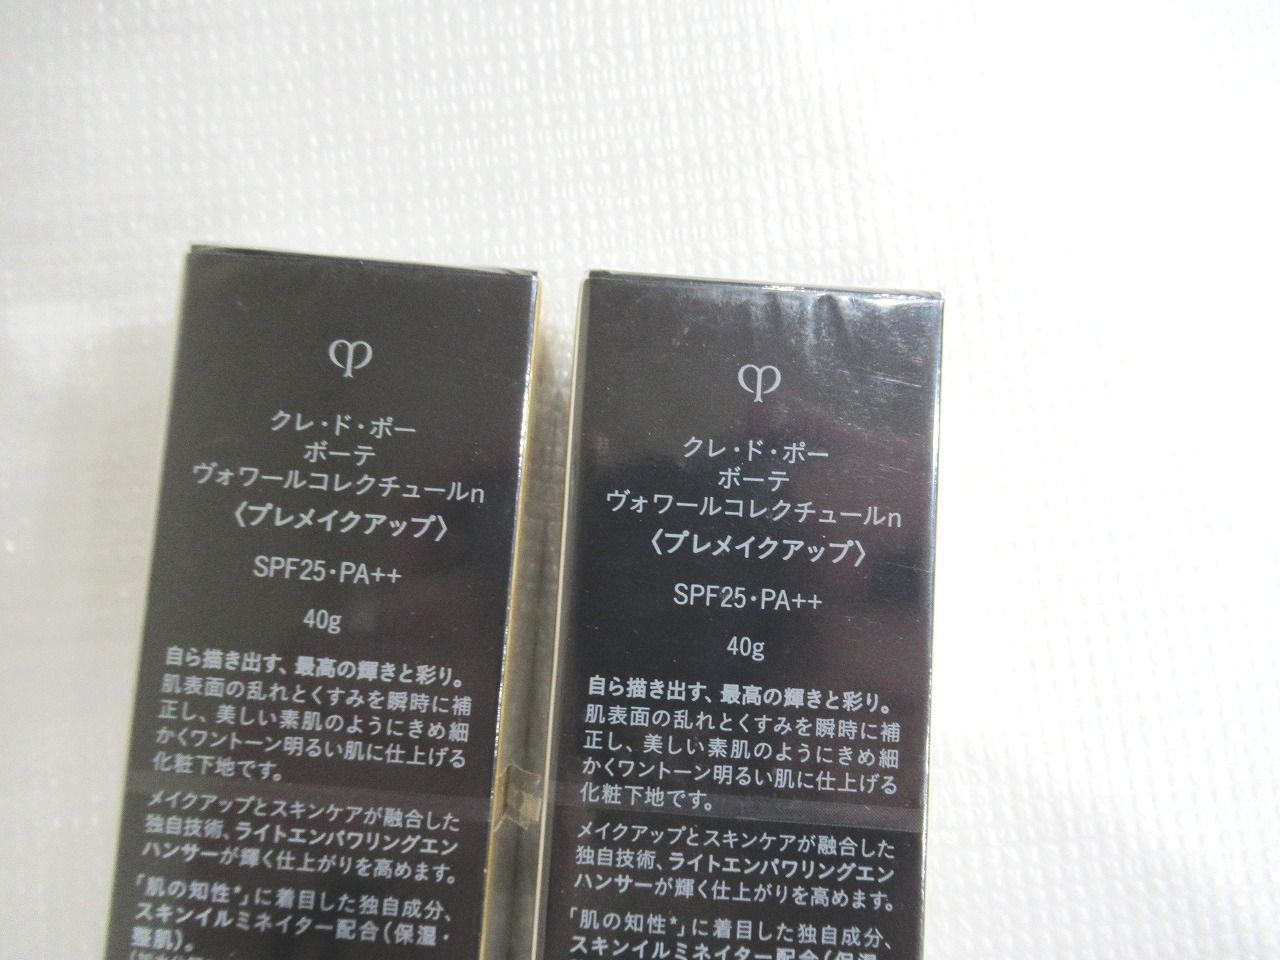 クレ・ド・ポー
ボーテ
ヴォワールコレクチュールn
〈プレメイクアップ〉
SPF25・PA++
40g
自ら描き出す、最高の輝きと彩り。
肌表面の乱れとくすみを瞬時に補
正し、美しい素肌のようにきめ細
かくワントーン明るい肌に仕上げる
化粧下地です。
メイクアップとスキンケアが融合した
独自技術、ライトエンパワリングエン
ハンサーが輝く仕上がりを高めます。
「肌の知性*」に着目した独自成分、
スキンイルミネイター配合(保湿・
整肌)。
クレ・ド・ポー
ボーテ
ヴォワールコレクチュールn
〈プレメイクアップ〉
SPF25・PA++
40g
自ら描き出す、最高の輝きと彩り。
肌表面の乱れとくすみを瞬時に補
正し、美しい素肌のようにきめ細
かくワントーン明るい肌に仕上げる
化粧下地です。
メイクアップとスキンケアが融合した
独自技術、ライトエンパワリングエン
ハンサーが輝く仕上がりを高めます。
「肌の知性*」に着目した独自成分、
スキンイルミネイター配合(保湿